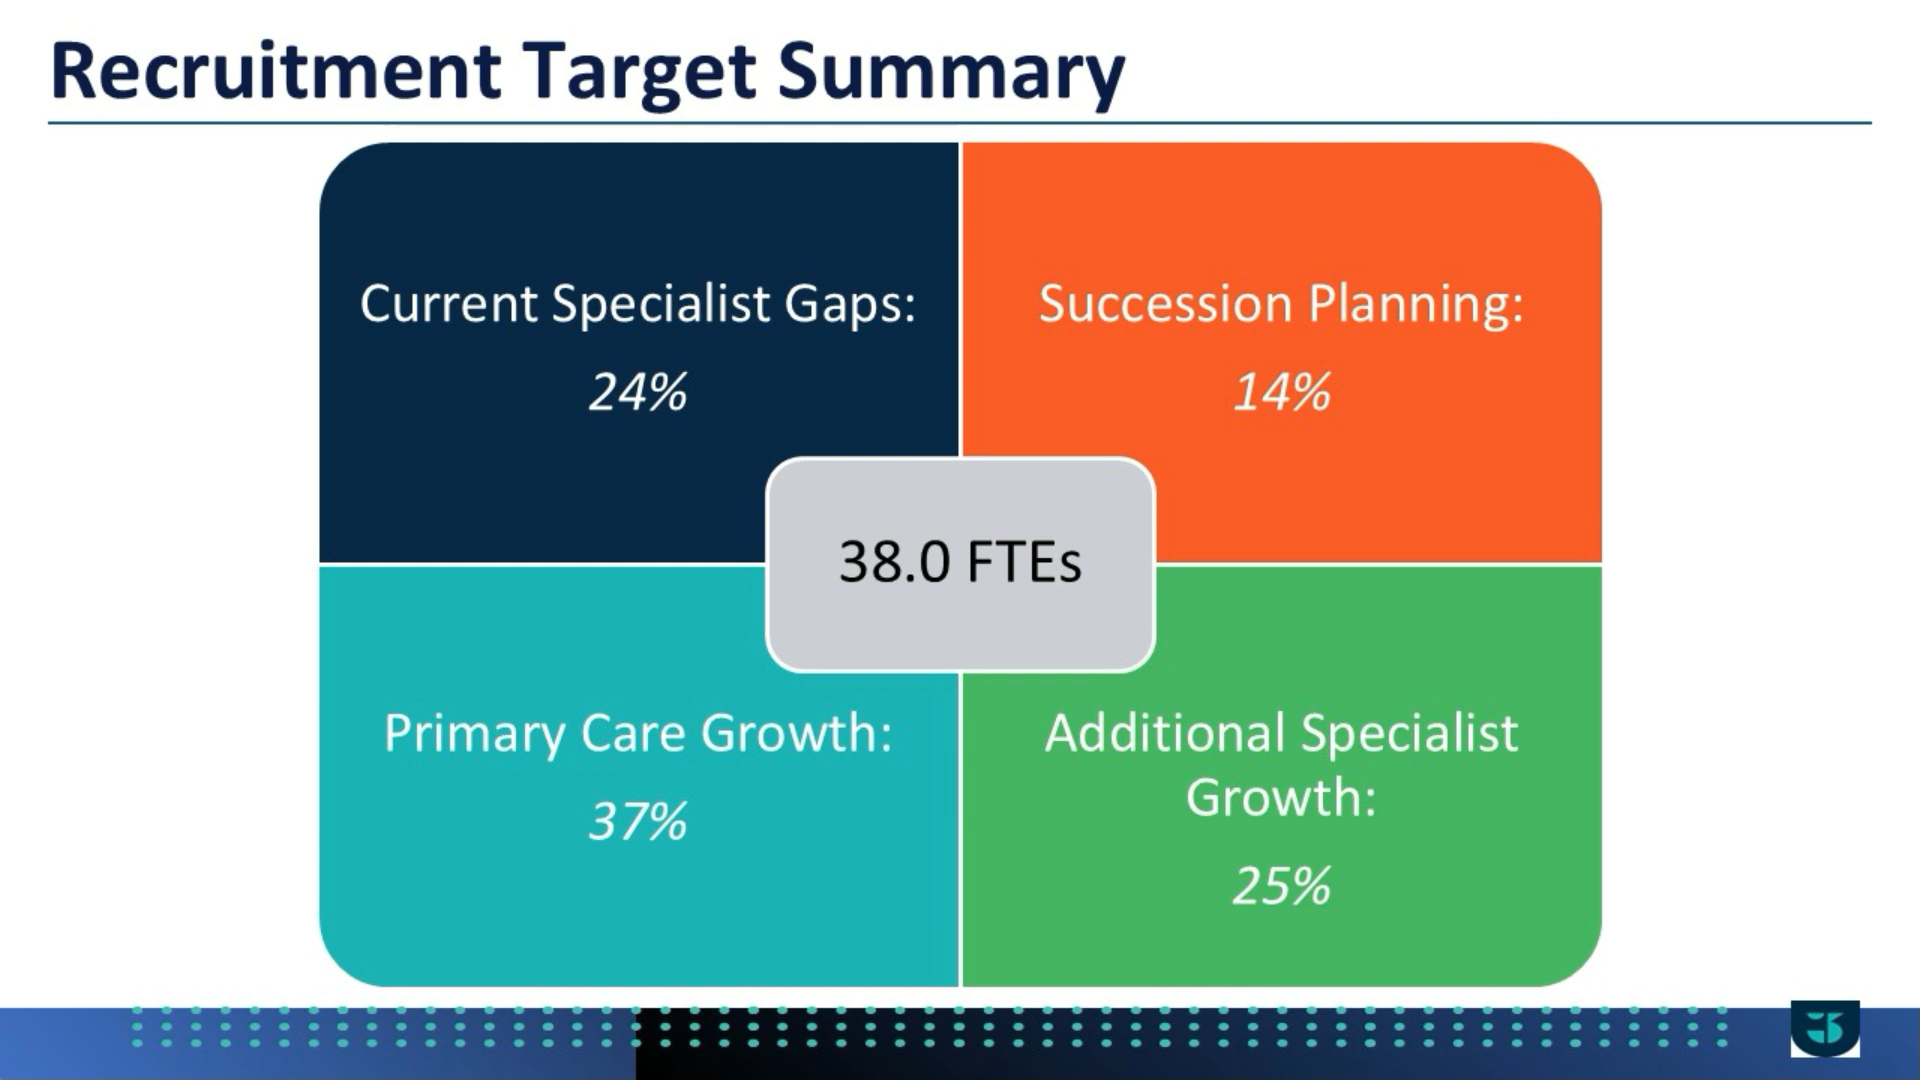 Recruitment Target Summary
Current Specialist Gaps:
24%
Succession Planning:
14%
38.0 FTEs
Primary Care Growth:
37%
Additional Specialist
Growth:
25%